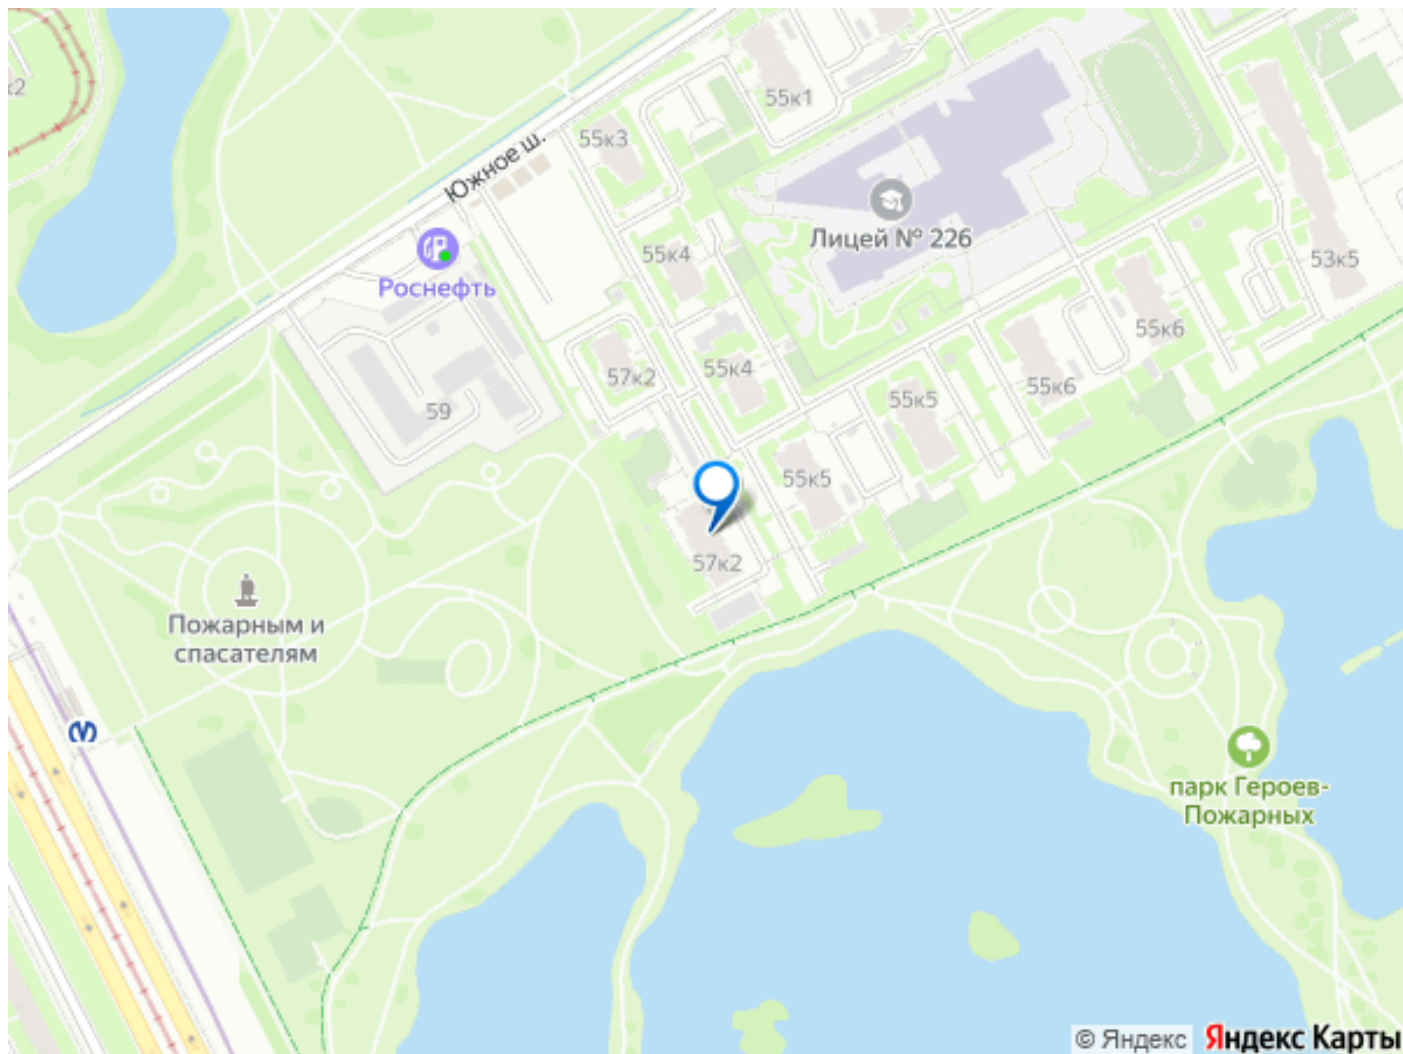 к2
55к1
55к3
Южное ш.
Лицей № 226
55к4
53к5
Роснефть
55к6
57к2
55к4
55к6
59
55к5
55к5
57к2
Пожарным и
спасателям
парк Героев-
Пожарных
© Яндекс
Яндекс Карты